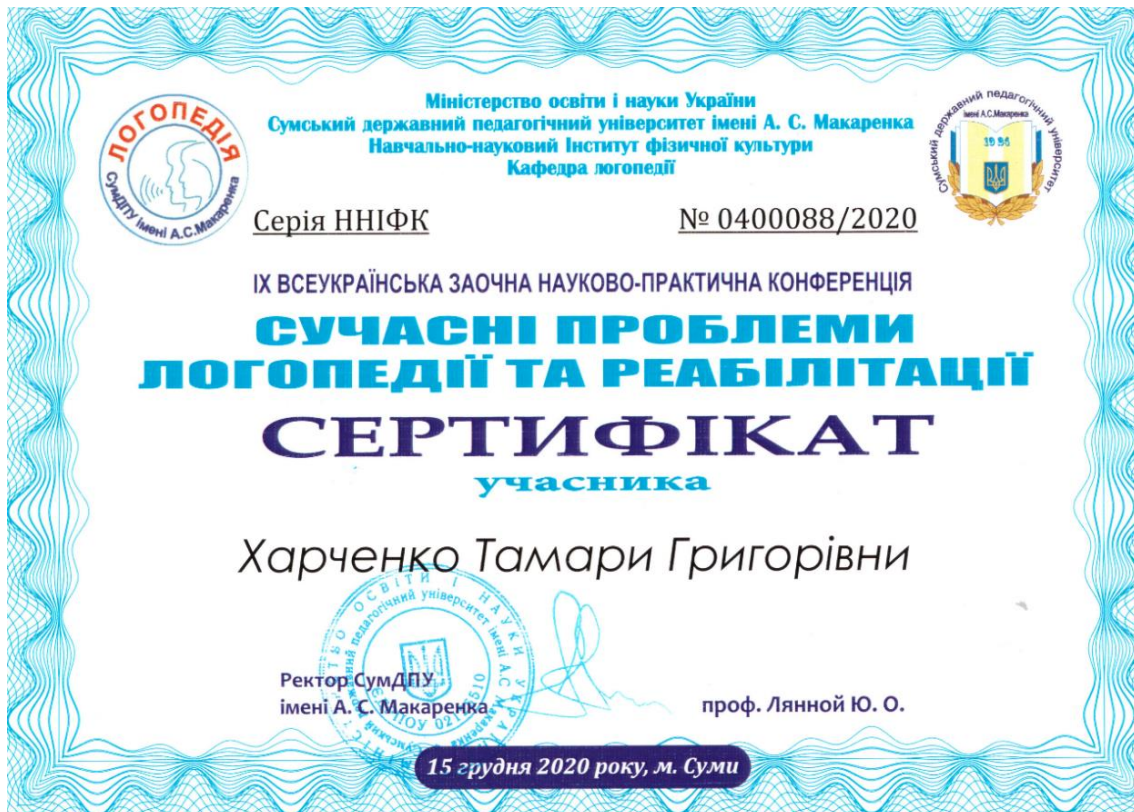 Міністерство освіти і науки України
Сумський державний педагогічний університет імені А. С. Макаренка
Навчально-науковий Інститут фізичної культури
Кафедра логопедії
ЛОГОПЕДІЯ
СумДПУ імені А.С.Макаренка
Сумський державний педагогічний університет
імені А.С.Макаренка
Серія ННІФК
№ 0400088/2020
ІХ ВСЕУКРАЇНСЬКА ЗАОЧНА НАУКОВО-ПРАКТИЧНА КОНФЕРЕНЦІЯ
СУЧАСНІ ПРОБЛЕМИ
ЛОГОПЕДІЇ ТА РЕАБІЛІТАЦІЇ
СЕРТИФІКАТ
учасника
Харченко Тамари Григорівни
Ректор СумДПУ
імені А. С. Макаренка
проф. Лянной Ю. О.
15 грудня 2020 року, м. Суми